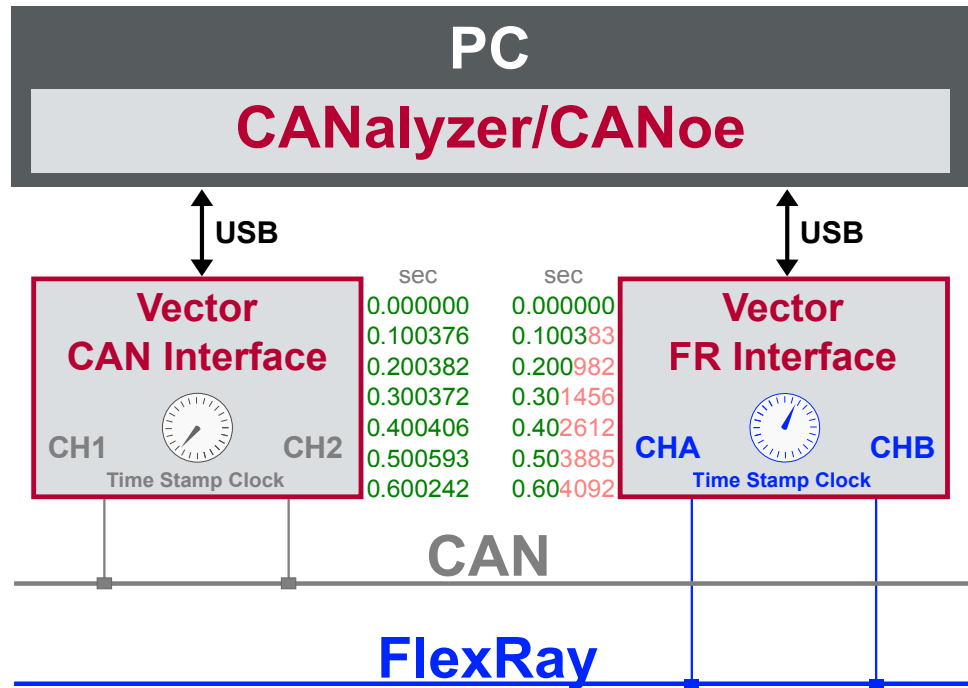 PC
CANalyzer/CANoe
USB
USB
sec
sec
Vector
CAN Interface
CH1
CH2
Time Stamp Clock
0.000000
0.100376
0.200382
0.300372
0.400406
0.500593
0.600242
0.000000
0.100383
0.200982
0.301456
0.402612
0.503885
0.604092
Vector
FR Interface
CHA
CHB
Time Stamp Clock
CAN
FlexRay